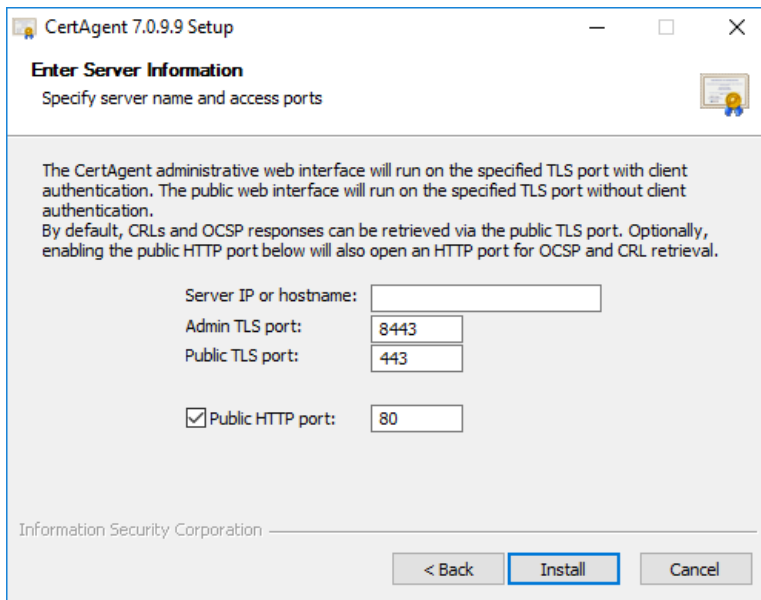 CertAgent 7.0.9.9 Setup
Enter Server Information
Specify server name and access ports
The CertAgent administrative web interface will run on the specified TLS port with client
authentication. The public web interface will run on the specified TLS port without client
authentication.
By default, CRLs and OCSP responses can be retrieved via the public TLS port. Optionally,
enabling the public HTTP port below will also open an HTTP port for OCSP and CRL retrieval.
Server IP or hostname:
Admin TLS port: 8443
Public TLS port: 443
Public HTTP port: 80
Information Security Corporation
< Back Install Cancel